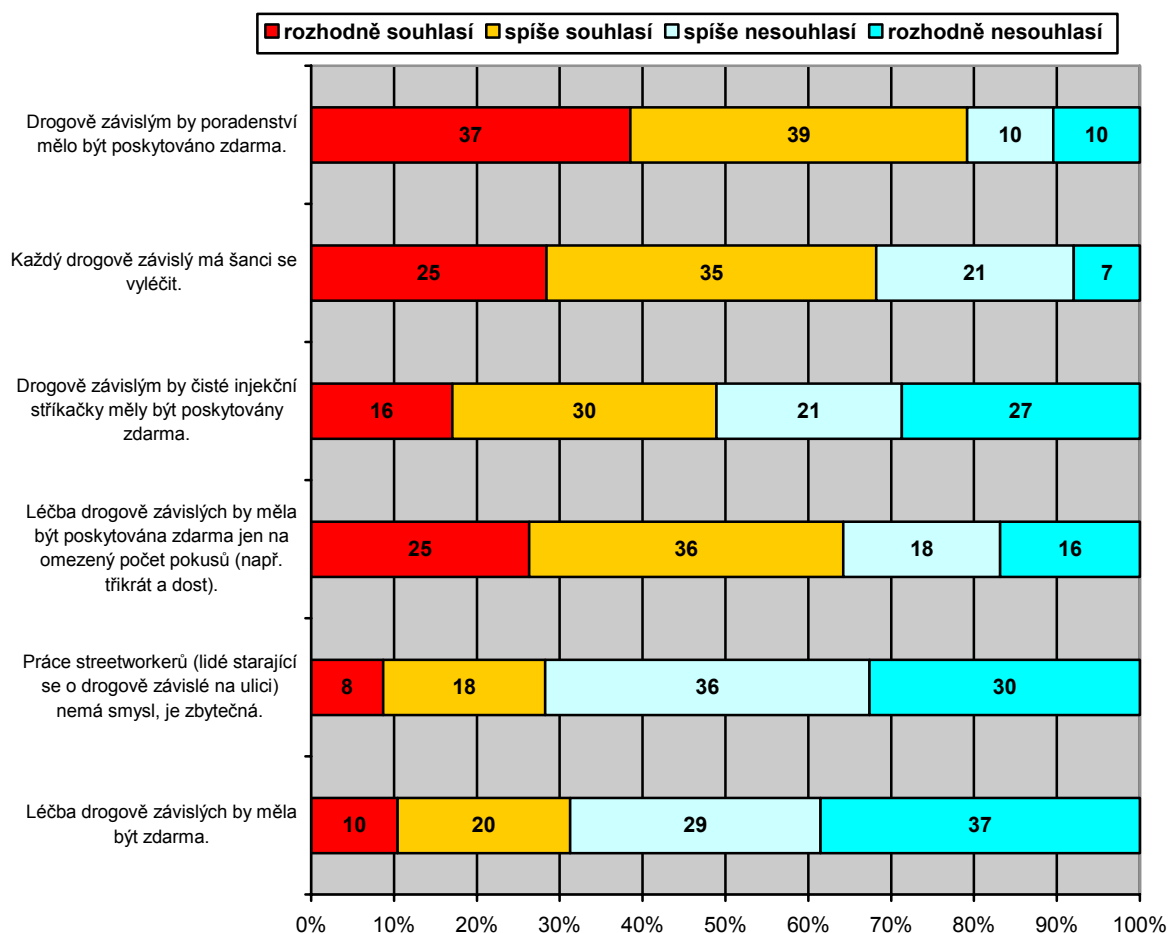 rozhodně souhlasí spíše souhlasí spíše nesouhlasí rozhodně nesouhlasí
Drogově závislým by poradenství
mělo být poskytováno zdarma.
37 39 10 10
Každý drogově závislý má šanci se
vyléčit.
25 35 21 7
Drogově závislým by čisté injekční
stříkačky měly být poskytovány
zdarma.
16 30 21 27
Léčba drogově závislých by měla
být poskytována zdarma jen na
omezený počet pokusů (např.
třikrát a dost).
25 36 18 16
Práce streetworkerů (lidé starající
se o drogově závislé na ulici)
nemá smysl, je zbytečná.
8 18 36 30
Léčba drogově závislých by měla
být zdarma.
10 20 29 37
0% 10% 20% 30% 40% 50% 60% 70% 80% 90% 100%